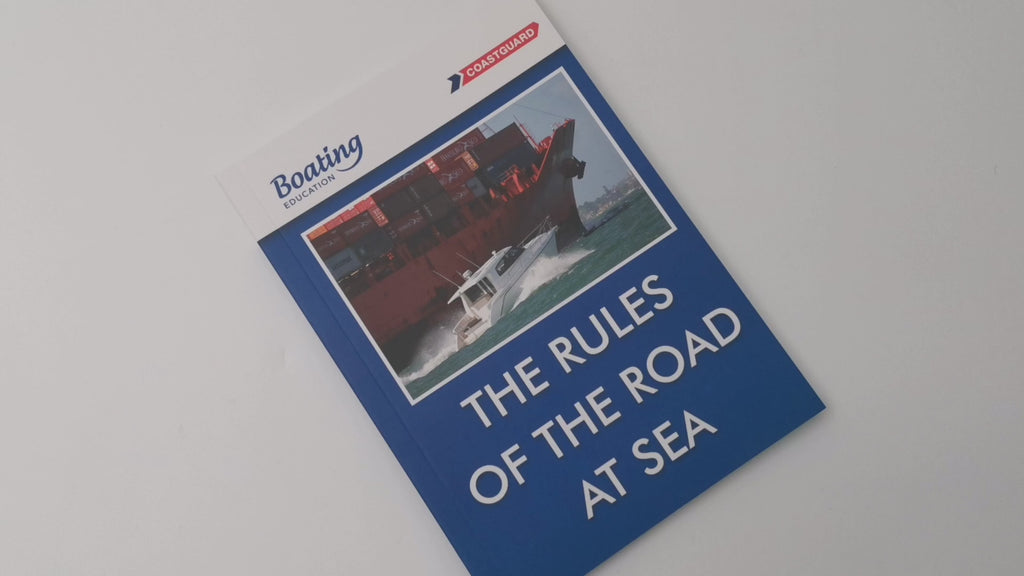 COASTGUARD
Boating
EDUCATION
THE RULES
OF THE ROAD
AT SEA